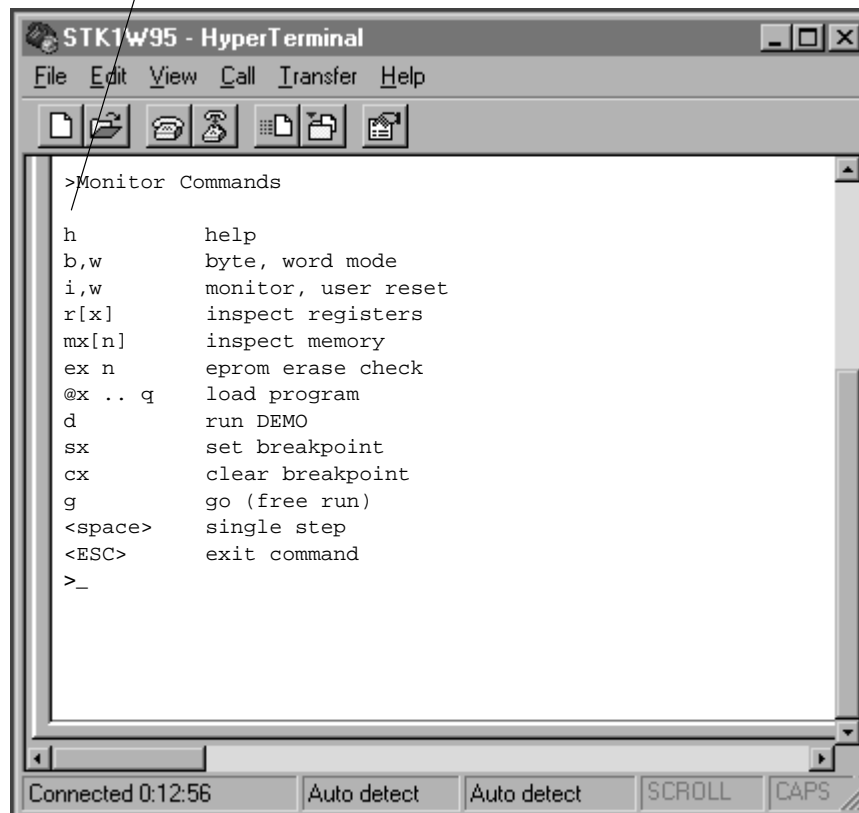 STK1W95 - HyperTerminal
File Edit View Call Transfer Help
>Monitor Commands
h help
b,w byte, word mode
i,w monitor, user reset
r[x] inspect registers
mx[n] inspect memory
ex n eprom erase check
@x .. q load program
d run DEMO
sx set breakpoint
cx clear breakpoint
g go (free run)
<space> single step
<ESC> exit command
>_
Connected 0:12:56 Auto detect Auto detect SCROLL CAPS